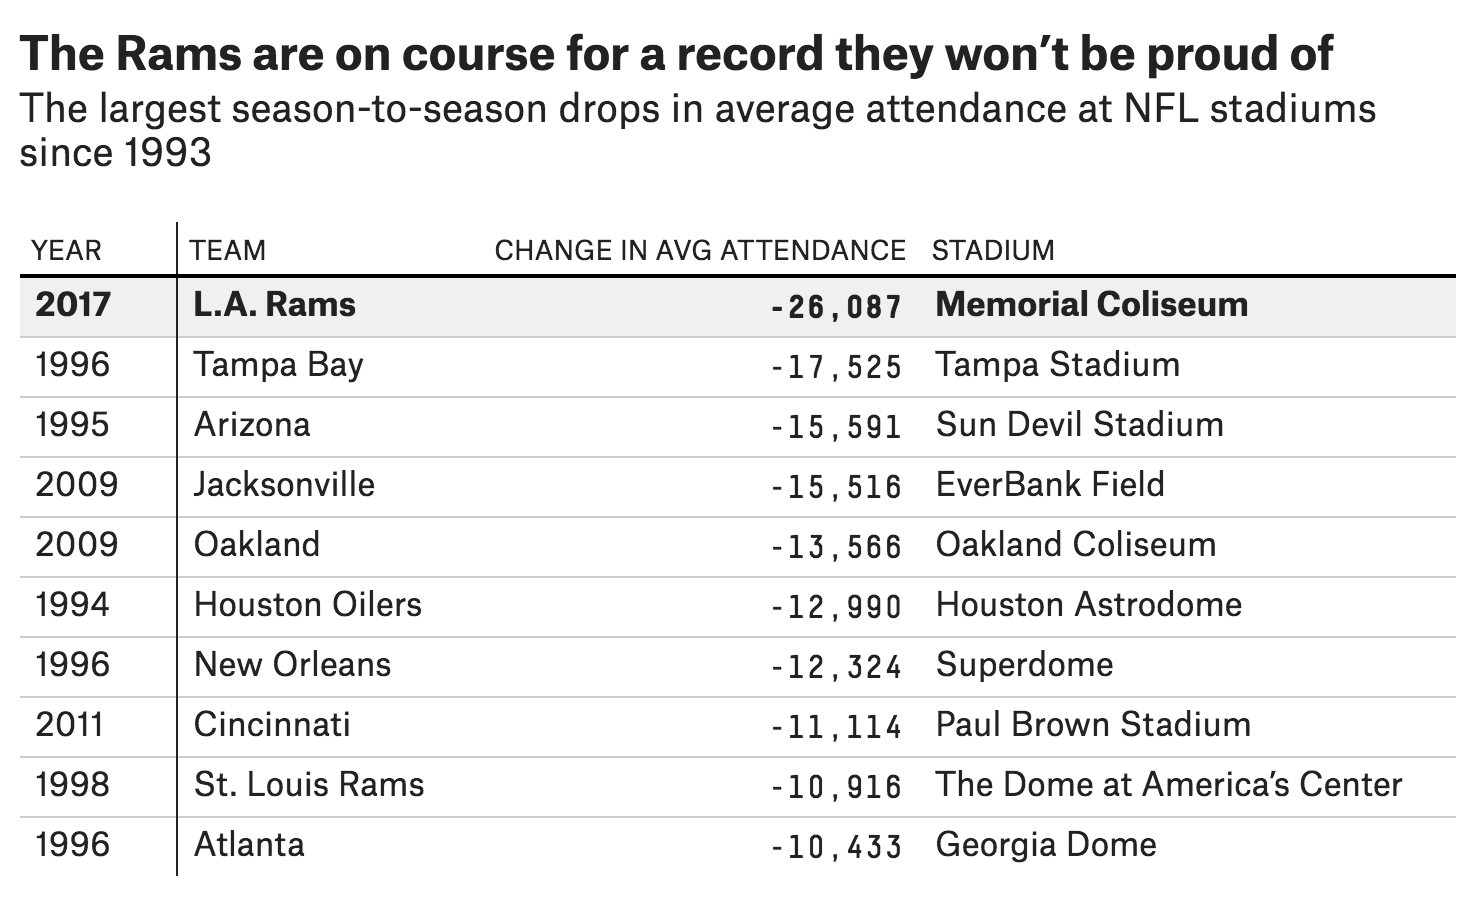 The Rams are on course for a record they won’t be proud of
The largest season-to-season drops in average attendance at NFL stadiums
since 1993
YEAR TEAM CHANGE IN AVG ATTENDANCE STADIUM
2017 L.A. Rams -26,087 Memorial Coliseum
1996 Tampa Bay -17,525 Tampa Stadium
1995 Arizona -15,591 Sun Devil Stadium
2009 Jacksonville -15,516 EverBank Field
2009 Oakland -13,566 Oakland Coliseum
1994 Houston Oilers -12,990 Houston Astrodome
1996 New Orleans -12,324 Superdome
2011 Cincinnati -11,114 Paul Brown Stadium
1998 St. Louis Rams -10,916 The Dome at America’s Center
1996 Atlanta -10,433 Georgia Dome